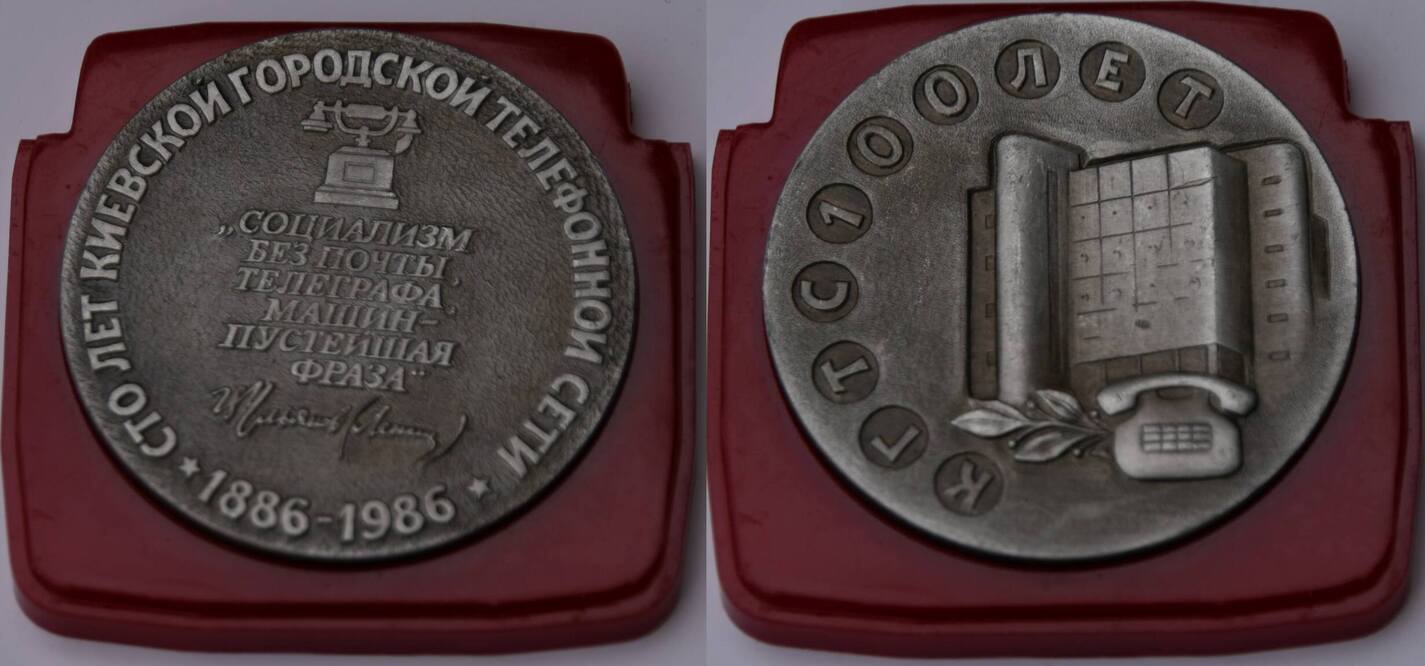 СТО ЛЕТ КИЕВСКОЙ ГОРОДСКОЙ ТЕЛЕФОННОЙ СЕТИ
„СОЦИАЛИЗМ
БЕЗ ПОЧТЫ,
ТЕЛЕГРАФА,
МАШИН-
ПУСТЕЙШАЯ
ФРАЗА“
★ 1886-1986 ★
КГТС 100 ЛЕТ